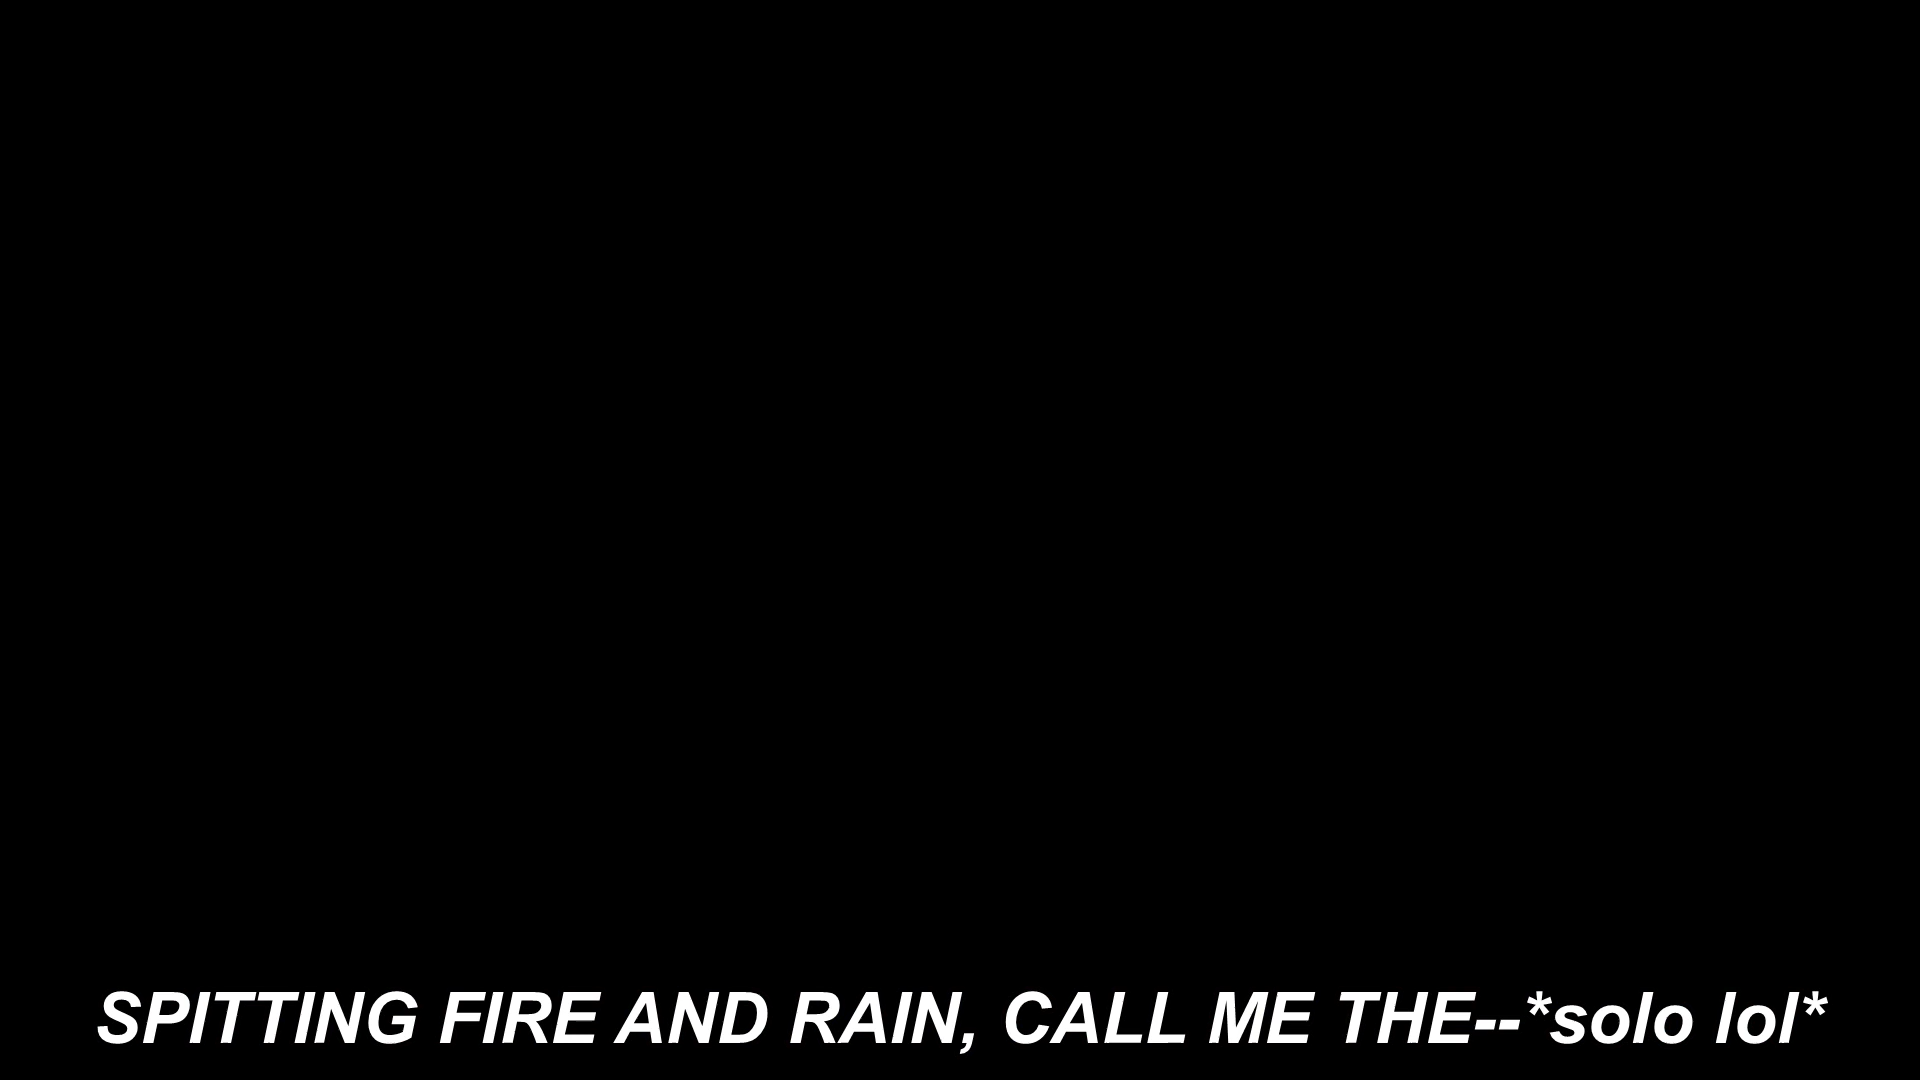 SPITTING FIRE AND RAIN, CALL ME THE--*solo lol*